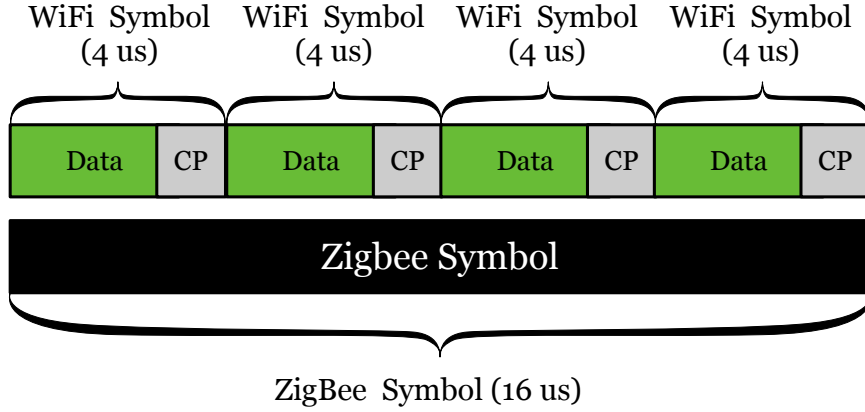 WiFi Symbol WiFi Symbol WiFi Symbol WiFi Symbol
(4 us) (4 us) (4 us) (4 us)
Data CP Data CP Data CP Data CP
Zigbee Symbol
ZigBee Symbol (16 us)